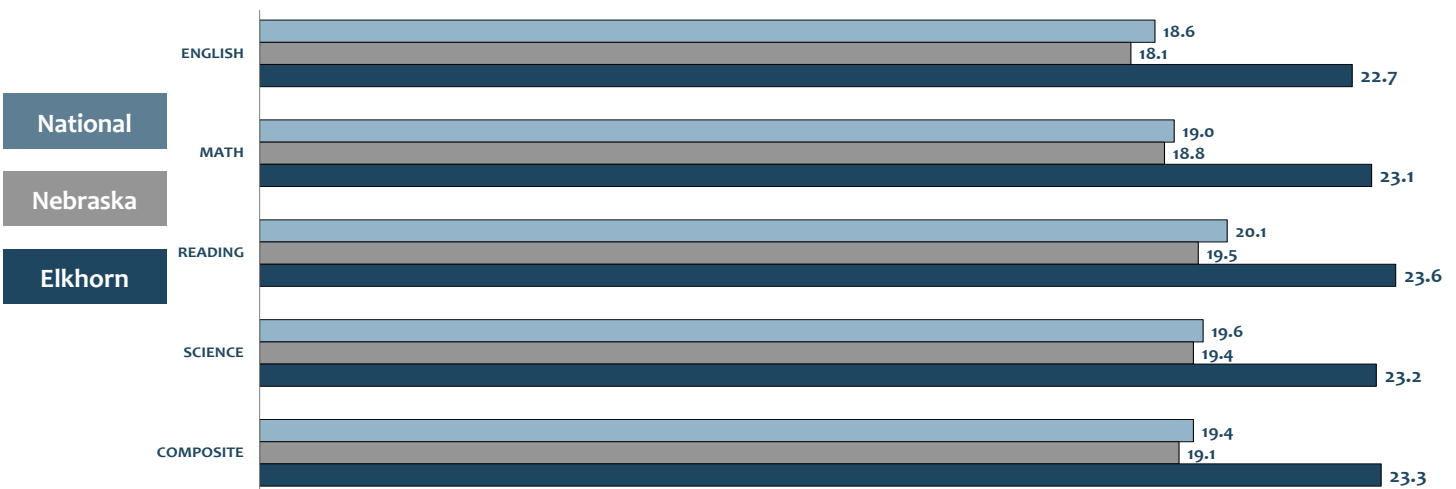 National
Nebraska
Elkhorn
ENGLISH
18.6
18.1
22.7
MATH
19.0
18.8
23.1
READING
20.1
19.5
23.6
SCIENCE
19.6
19.4
23.2
COMPOSITE
19.4
19.1
23.3